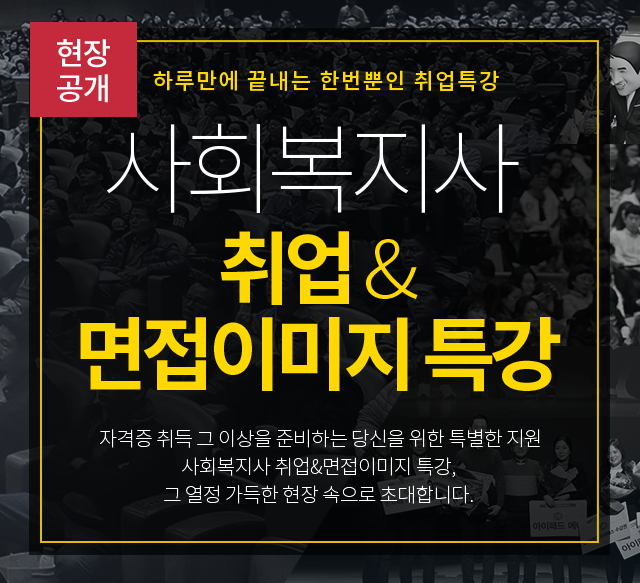 현장
공개
하루만에 끝내는 한번뿐인 취업특강
사회복지사
취업 &
면접이미지 특강
자격증 취득 그 이상을 준비하는 당신을 위한 특별한 지원
사회복지사 취업&면접이미지 특강,
그 열정 가득한 현장 속으로 초대합니다.